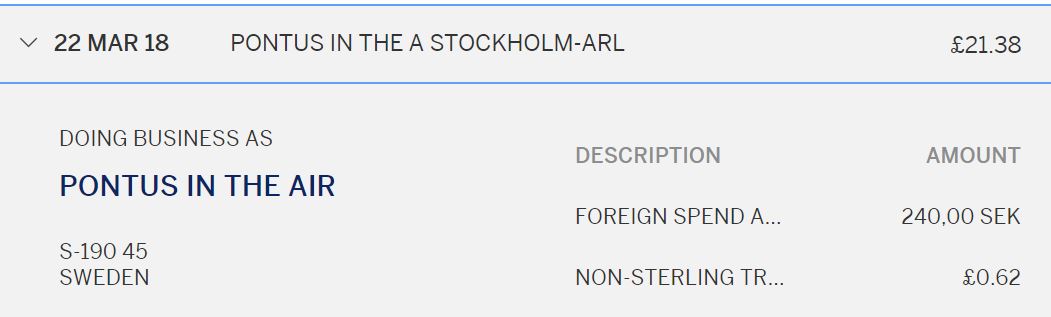 22 MAR 18 PONTUS IN THE A STOCKHOLM-ARL £21.38
DOING BUSINESS AS
PONTUS IN THE AIR
S-190 45
SWEDEN
DESCRIPTION AMOUNT
FOREIGN SPEND A... 240,00 SEK
NON-STERLING TR... £0.62